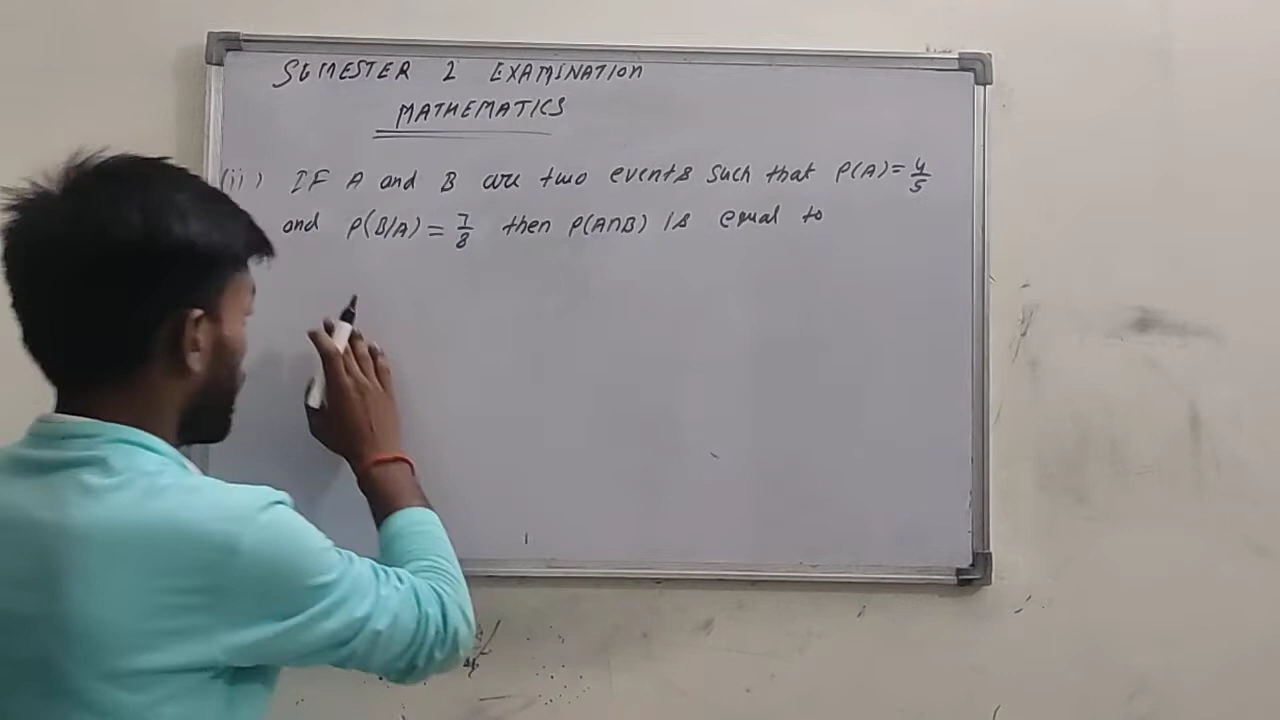 SEMESTER 2 EXAMINATION
MATHEMATICS
(ii) IF A and B are two events such that P(A)=4/5
and P(B/A) = 7/8 then P(A∩B) is equal to